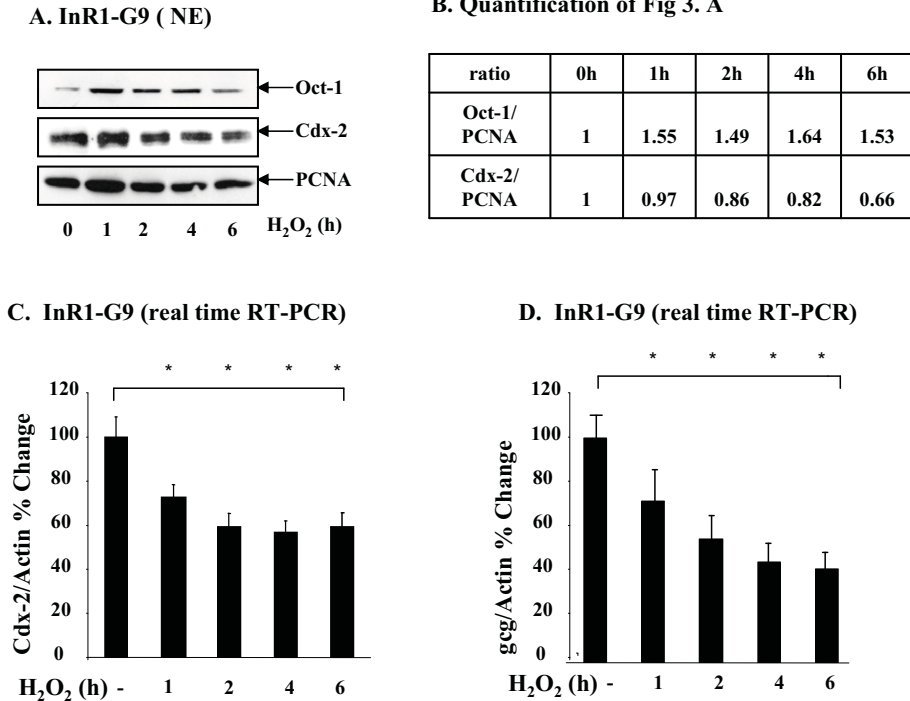 A. InR1-G9 ( NE)
B. Quantification of Fig 3. A
Oct-1
Cdx-2
PCNA
0 1 2 4 6 H2O2 (h)
ratio 0h 1h 2h 4h 6h
Oct-1/
PCNA 1 1.55 1.49 1.64 1.53
Cdx-2/
PCNA 1 0.97 0.86 0.82 0.66
C. InR1-G9 (real time RT-PCR)
* * * *
Cdx-2/Actin % Change
120
100
80
60
40
20
0
H2O2 (h) - 1 2 4 6
D. InR1-G9 (real time RT-PCR)
* * * *
gcg/Actin % Change
120
100
80
60
40
20
0
H2O2 (h) - 1 2 4 6